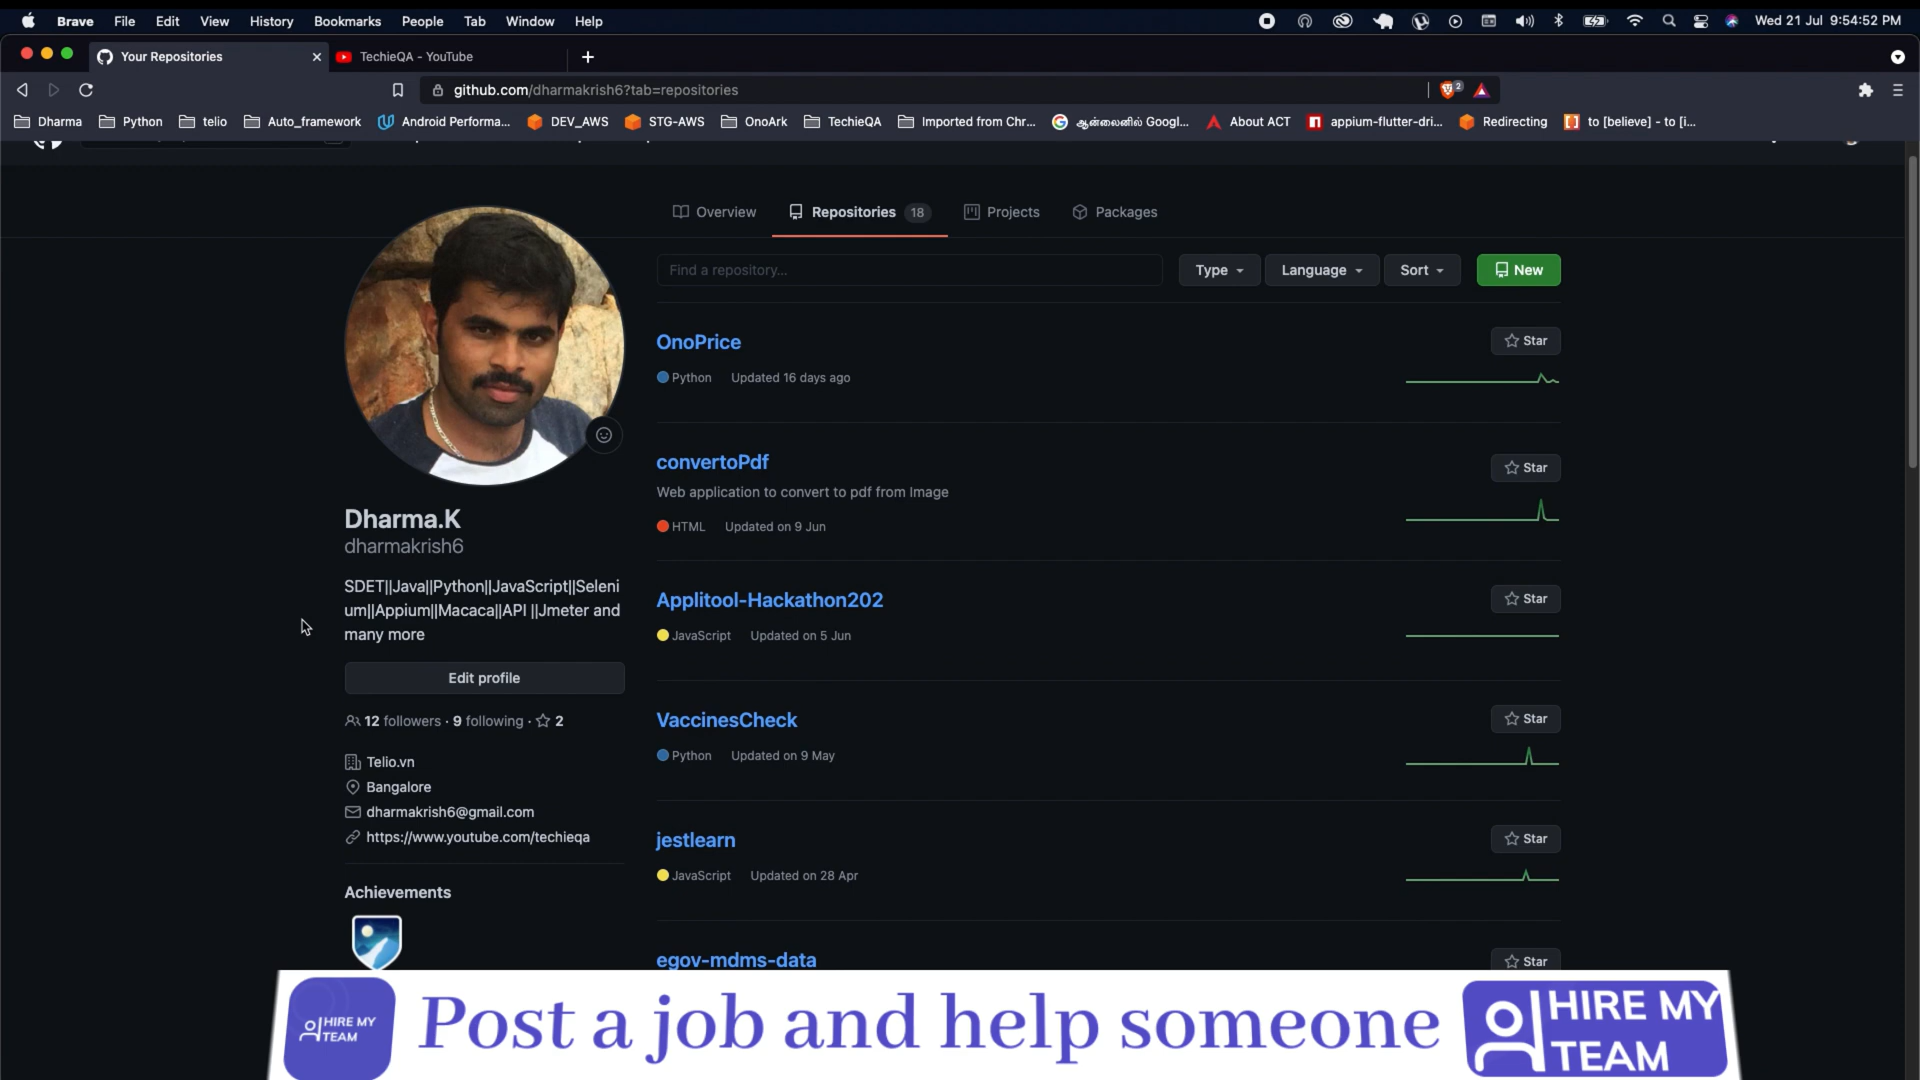 Brave File Edit View History Bookmarks People Tab Window Help Wed 21 Jul 9:54:52 PM
Your Repositories TechieQA - YouTube
github.com/dharmakrish6?tab=repositories 2
Dharma Python telio Auto_framework Android Performa... DEV_AWS STG-AWS OnoArk TechieQA Imported from Chr... ஆன்லைனில் Googl... About ACT appium-flutter-dri... Redirecting to [believe] - to [i...
Overview Repositories 18 Projects Packages
Find a repository... Type Language Sort New
OnoPrice Star
Python Updated 16 days ago
convertoPdf Star
Web application to convert to pdf from Image
HTML Updated on 9 Jun
Applitool-Hackathon202 Star
JavaScript Updated on 5 Jun
VaccinesCheck Star
Python Updated on 9 May
jestlearn Star
JavaScript Updated on 28 Apr
egov-mdms-data Star
Dharma.K
dharmakrish6
SDET||Java||Python||JavaScript||Seleni
um||Appium||Macaca||API ||Jmeter and
many more
Edit profile
12 followers · 9 following · 2
Telio.vn
Bangalore
dharmakrish6@gmail.com
https://www.youtube.com/techieqa
Achievements
HIRE MY
TEAM
Post a job and help someone
HIRE MY
TEAM